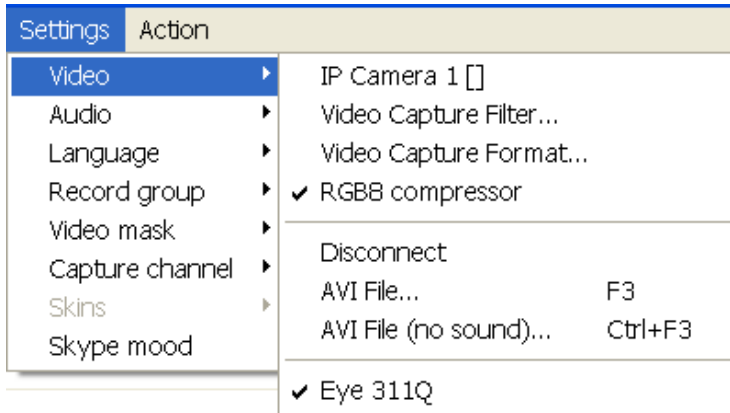 Settings Action
Video
Audio
Language
Record group
Video mask
Capture channel
Skins
Skype mood
IP Camera 1 []
Video Capture Filter...
Video Capture Format...
RGB8 compressor
Disconnect
AVI File... F3
AVI File (no sound)... Ctrl+F3
Eye 311Q